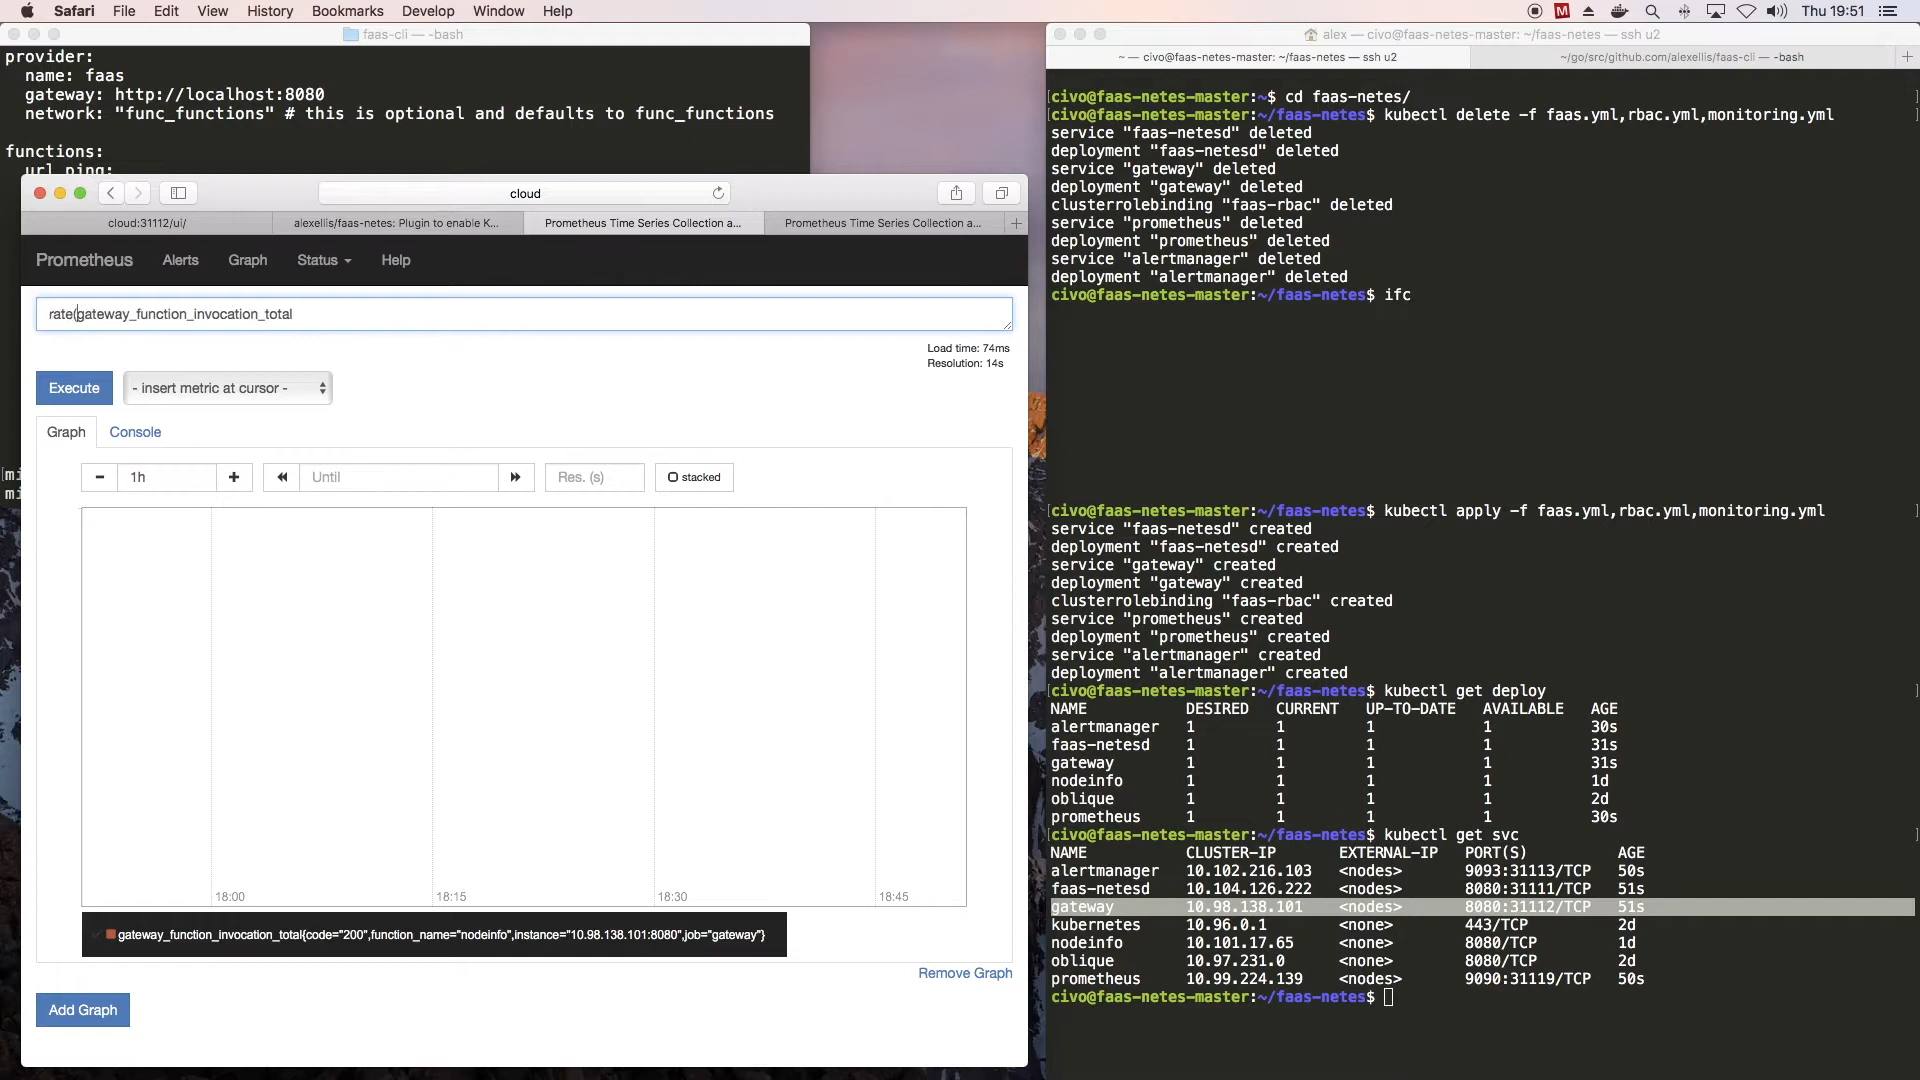 Safari File Edit View History Bookmarks Develop Window Help
M
Thu 19:51
faas-cli — -bash
provider:
name: faas
gateway: http://localhost:8080
network: "func_functions" # this is optional and defaults to func_functions
functions:
url_ping:
mi
mi
cloud
cloud:31112/ui/
alexellis/faas-netes: Plugin to enable K...
Prometheus Time Series Collection a...
Prometheus Time Series Collection a...
+
Prometheus Alerts Graph Status Help
rate(gateway_function_invocation_total
Load time: 74ms
Resolution: 14s
Execute
- insert metric at cursor -
Graph Console
- 1h + Until Res. (s) stacked
18:00 18:15 18:30 18:45
gateway_function_invocation_total{code="200",function_name="nodeinfo",instance="10.98.138.101:8080",job="gateway"}
Remove Graph
Add Graph
alex — civo@faas-netes-master: ~/faas-netes — ssh u2
~ — civo@faas-netes-master: ~/faas-netes — ssh u2
~/go/src/github.com/alexellis/faas-cli — -bash
+
[civo@faas-netes-master:~$ cd faas-netes/ ]
[civo@faas-netes-master:~/faas-netes$ kubectl delete -f faas.yml,rbac.yml,monitoring.yml ]
service "faas-netesd" deleted
deployment "faas-netesd" deleted
service "gateway" deleted
deployment "gateway" deleted
clusterrolebinding "faas-rbac" deleted
service "prometheus" deleted
deployment "prometheus" deleted
service "alertmanager" deleted
deployment "alertmanager" deleted
civo@faas-netes-master:~/faas-netes$ ifc
[civo@faas-netes-master:~/faas-netes$ kubectl apply -f faas.yml,rbac.yml,monitoring.yml ]
service "faas-netesd" created
deployment "faas-netesd" created
service "gateway" created
deployment "gateway" created
clusterrolebinding "faas-rbac" created
service "prometheus" created
deployment "prometheus" created
service "alertmanager" created
deployment "alertmanager" created
[civo@faas-netes-master:~/faas-netes$ kubectl get deploy ]
NAME DESIRED CURRENT UP-TO-DATE AVAILABLE AGE
alertmanager 1 1 1 1 30s
faas-netesd 1 1 1 1 31s
gateway 1 1 1 1 31s
nodeinfo 1 1 1 1 1d
oblique 1 1 1 1 2d
prometheus 1 1 1 1 30s
[civo@faas-netes-master:~/faas-netes$ kubectl get svc ]
NAME CLUSTER-IP EXTERNAL-IP PORT(S) AGE
alertmanager 10.102.216.103 <nodes> 9093:31113/TCP 50s
faas-netesd 10.104.126.222 <nodes> 8080:31111/TCP 51s
gateway 10.98.138.101 <nodes> 8080:31112/TCP 51s
kubernetes 10.96.0.1 <none> 443/TCP 2d
nodeinfo 10.101.17.65 <none> 8080/TCP 1d
oblique 10.97.231.0 <none> 8080/TCP 2d
prometheus 10.99.224.139 <nodes> 9090:31119/TCP 50s
civo@faas-netes-master:~/faas-netes$